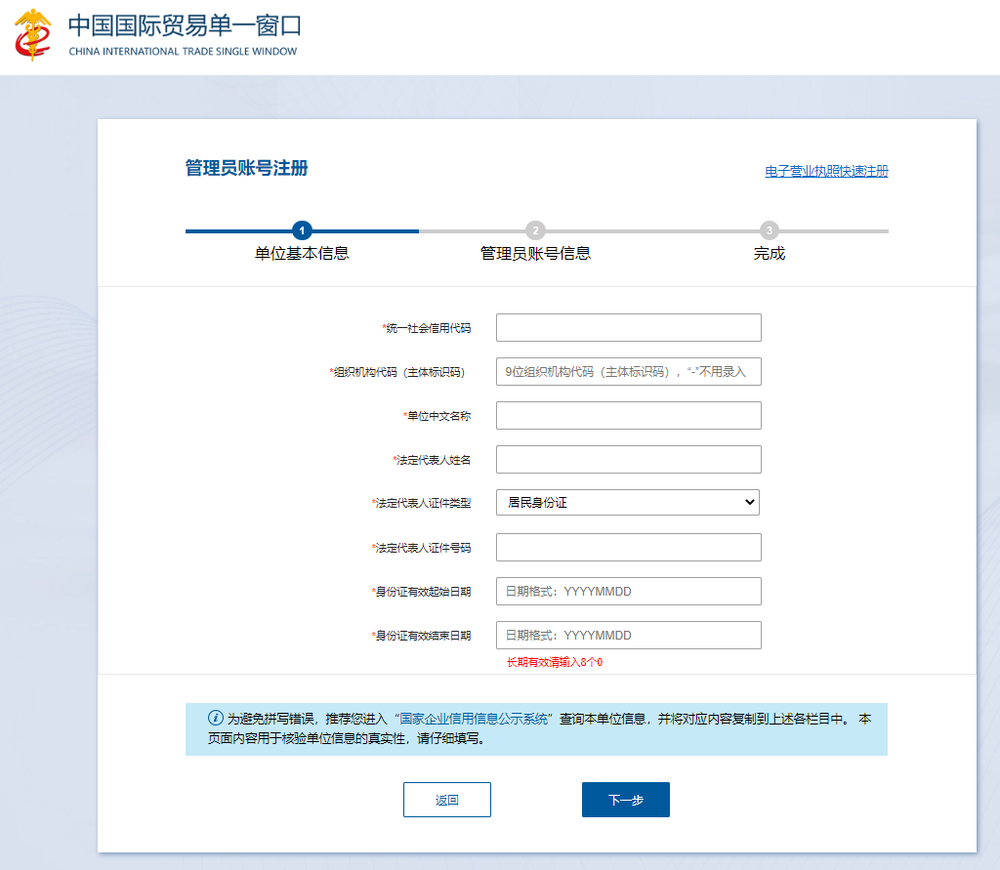 中国国际贸易单一窗口
CHINA INTERNATIONAL TRADE SINGLE WINDOW
管理员账号注册
电子营业执照快速注册
1
2
3
单位基本信息
管理员账号信息
完成
*统一社会信用代码
*组织机构代码（主体标识码）
9位组织机构代码（主体标识码），“-”不用录入
*单位中文名称
*法定代表人姓名
*法定代表人证件类型
居民身份证
*法定代表人证件号码
*身份证有效起始日期
日期格式：YYYYMMDD
*身份证有效结束日期
日期格式：YYYYMMDD
长期有效请输入8个0
为避免拼写错误，推荐您进入“国家企业信用信息公示系统”查询本单位信息，并将对应内容复制到上述各栏目中。 本
页面内容用于核验单位信息的真实性，请仔细填写。
返回
下一步